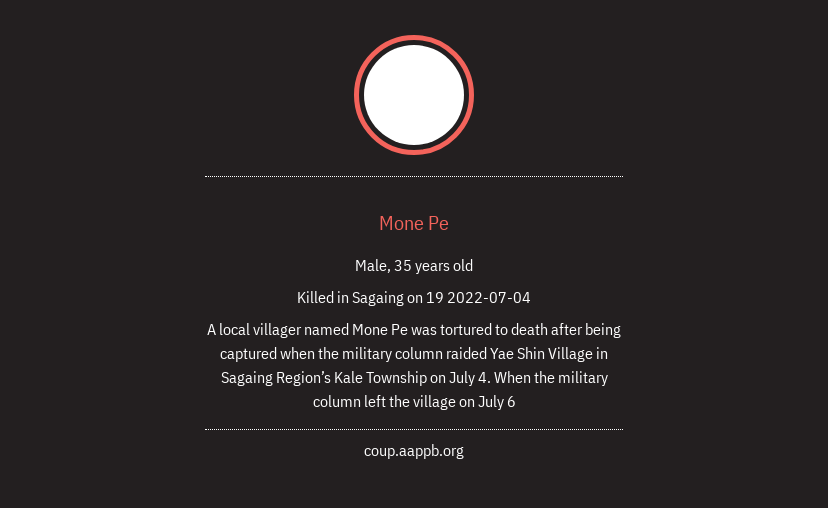 Mone Pe
Male, 35 years old
Killed in Sagaing on 19 2022-07-04
A local villager named Mone Pe was tortured to death after being
captured when the military column raided Yae Shin Village in
Sagaing Region’s Kale Township on July 4. When the military
column left the village on July 6
coup.aappb.org